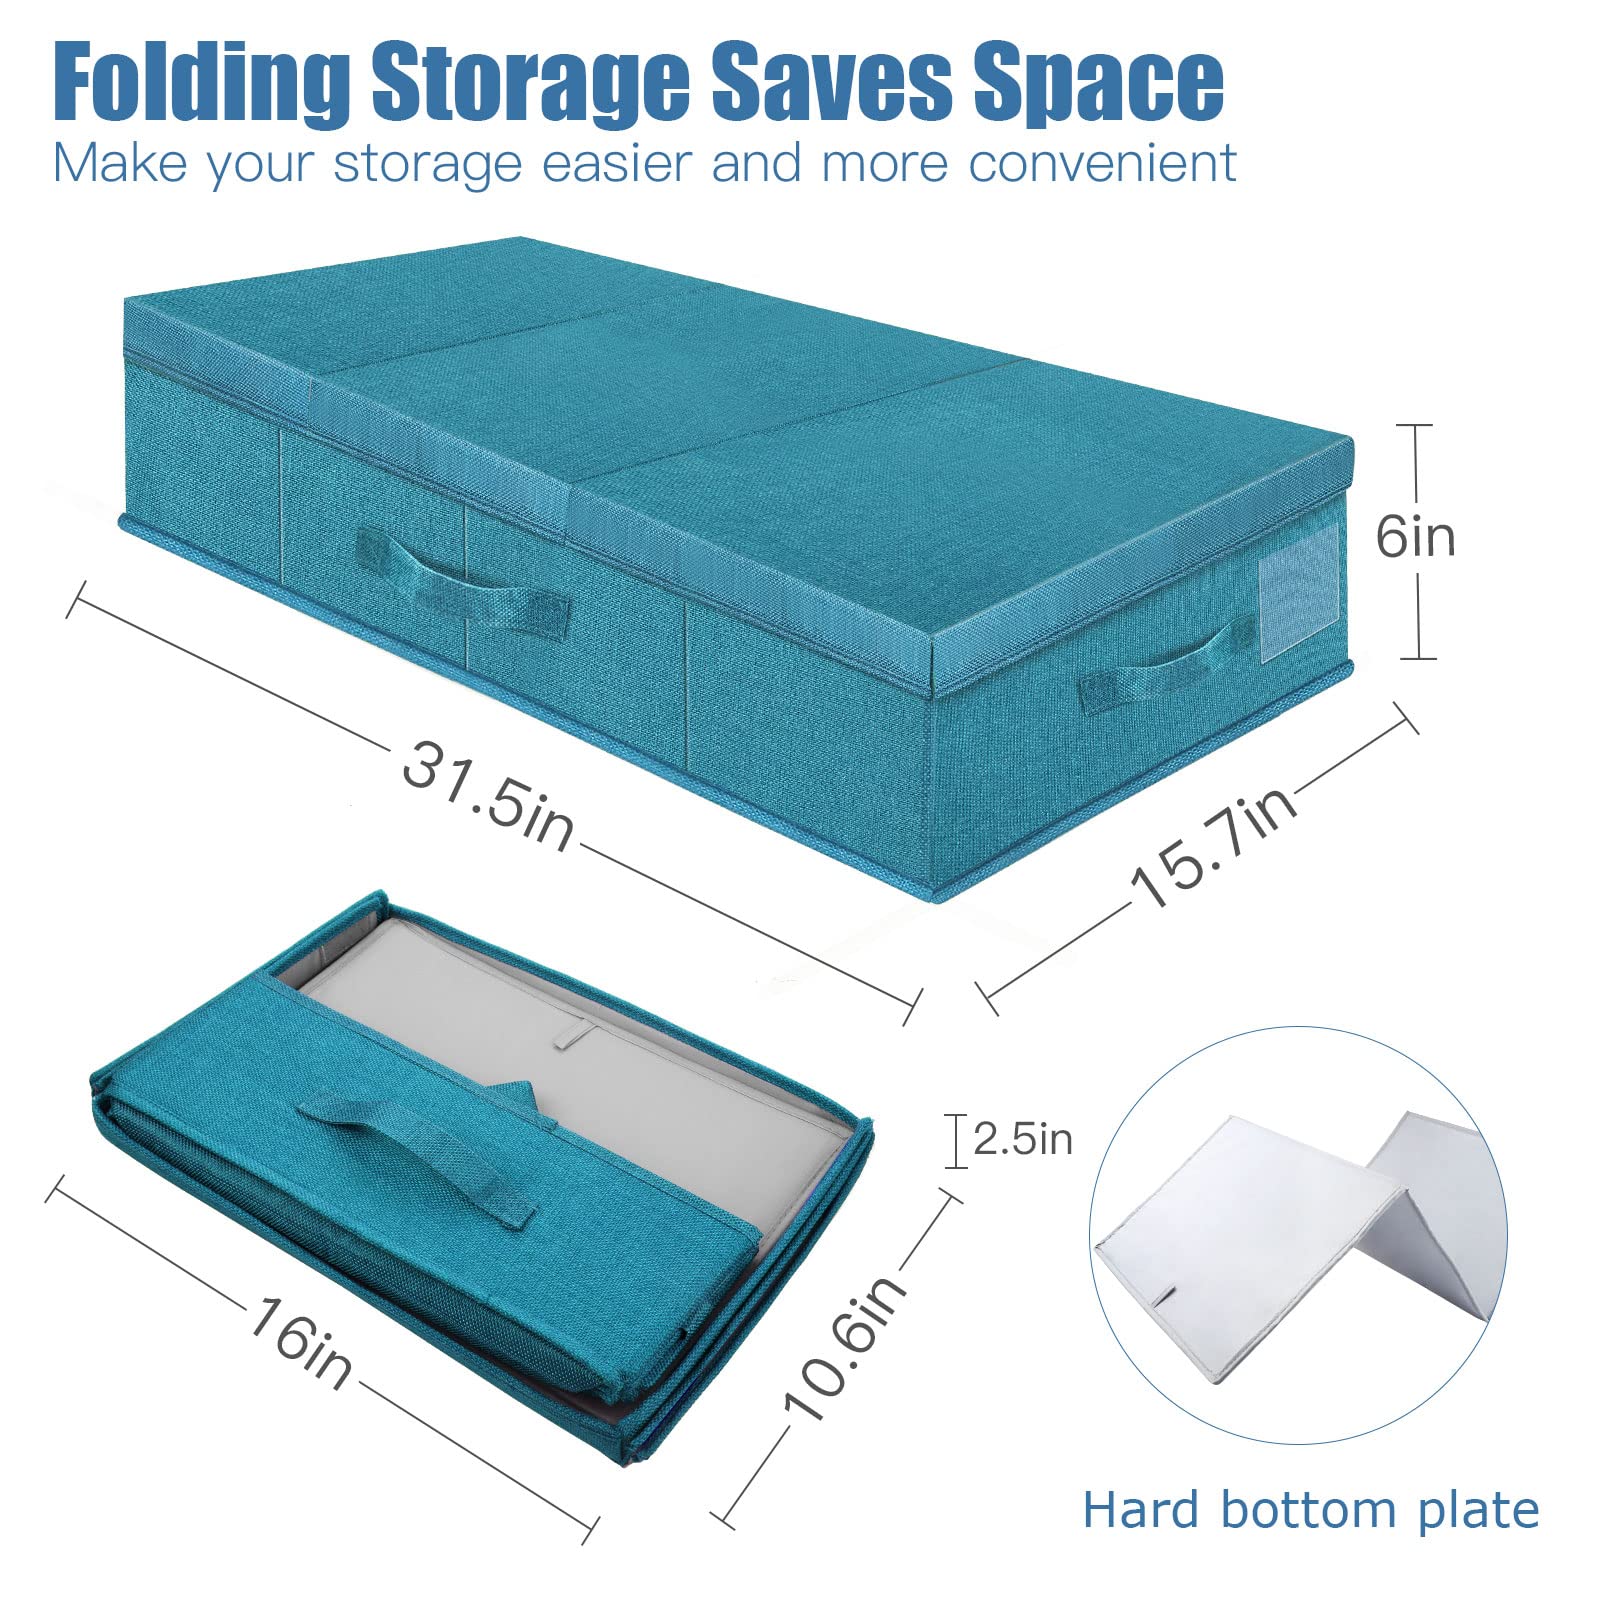 Folding Storage Saves Space
Make your storage easier and more convenient
6in
31.5in
15.7in
2.5in
16in
10.6in
Hard bottom plate